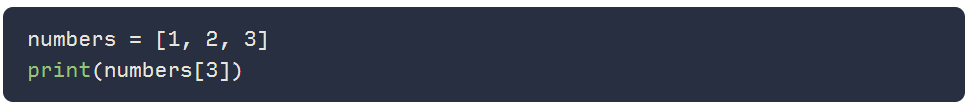 numbers = [1, 2, 3]
print(numbers[3])